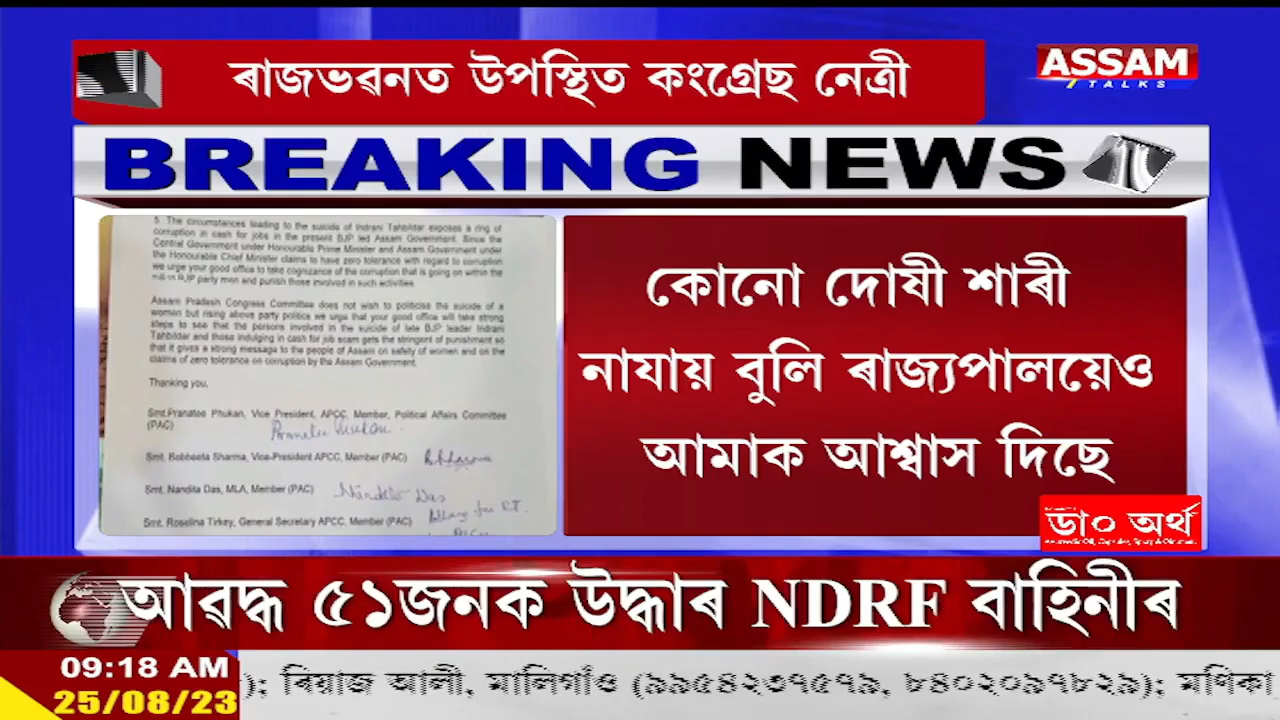 ৰাজভৱনত উপস্থিত কংগ্ৰেছ নেত্ৰী
ASSAM
TALKS
BREAKING NEWS
5. The circumstances leading to the suicide of Indrani Tahbildar exposes a ring of
corruption in cash for jobs in the present BJP led Assam Government. Since the
Central Government under Honourable Prime Minister and Assam Government under
the Honourable Chief Minister claims to have zero tolerance with regard to corruption
we urge your good office to take cognizance of the corruption that is going on within the
BJP party men and punish those involved in such activities.
Assam Pradesh Congress Committee does not wish to politicise the suicide of a
women but rising above party politics we urge that your good office will take strong
steps to see that the persons involved in the suicide of late BJP leader Indrani
Tahbildar and those indulging in cash for job scam gets the stringent of punishment so
that it gives a strong message to the people of Assam on safety of women and on the
claims of zero tolerance on corruption by the Assam Government.
Thanking you,
Smt.Pranatee Phukan, Vice President, APCC, Member, Political Affairs Committee
(PAC)
Smt. Bobbeeta Sharma, Vice-President APCC, Member (PAC)
Smt. Nandita Das, MLA, Member (PAC) Nandita Das
Smt. Roselina Tirkey, General Secretary APCC, Member (PAC)
কোনো দোষী শাৰী
নাযায় বুলি ৰাজ্যপালয়েও
আমাক আশ্বাস দিছে
ডা০ অৰ্থ
আৱদ্ধ ৫১জনক উদ্ধাৰ NDRF বাহিনীৰ
09:18 AM
25/08/23
): ৰিয়াজ আলী, মালিগাঁও (৯৯৫৪২৩৭৫৭৯, ৮৪০২০৯৭৮২৯); মণিকা